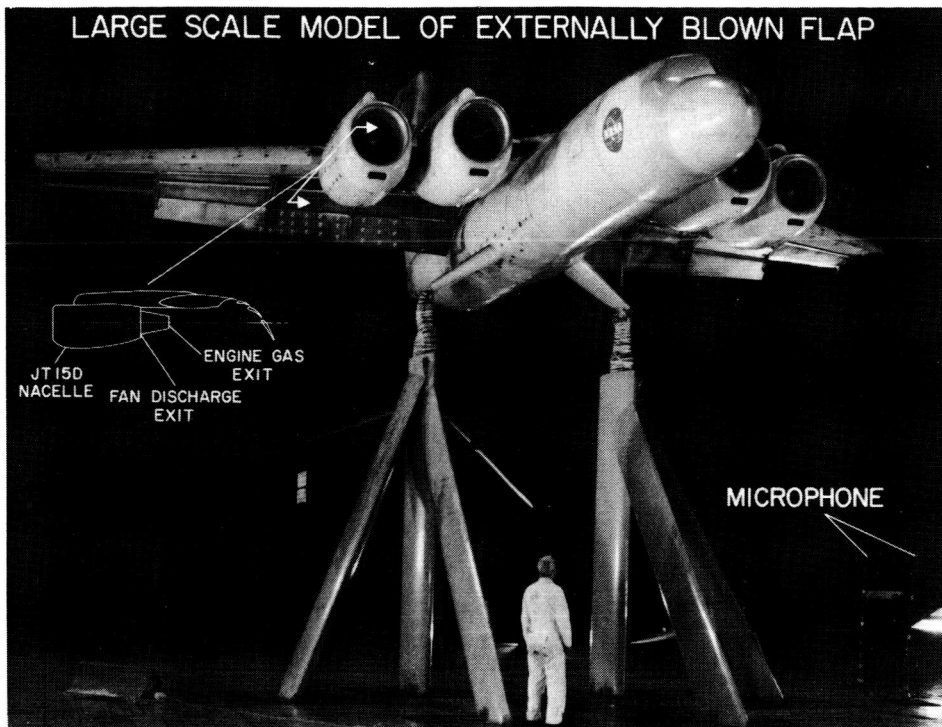 LARGE SCALE MODEL OF EXTERNALLY BLOWN FLAP
NASA
JT15D
NACELLE
FAN DISCHARGE
EXIT
ENGINE GAS
EXIT
MICROPHONE